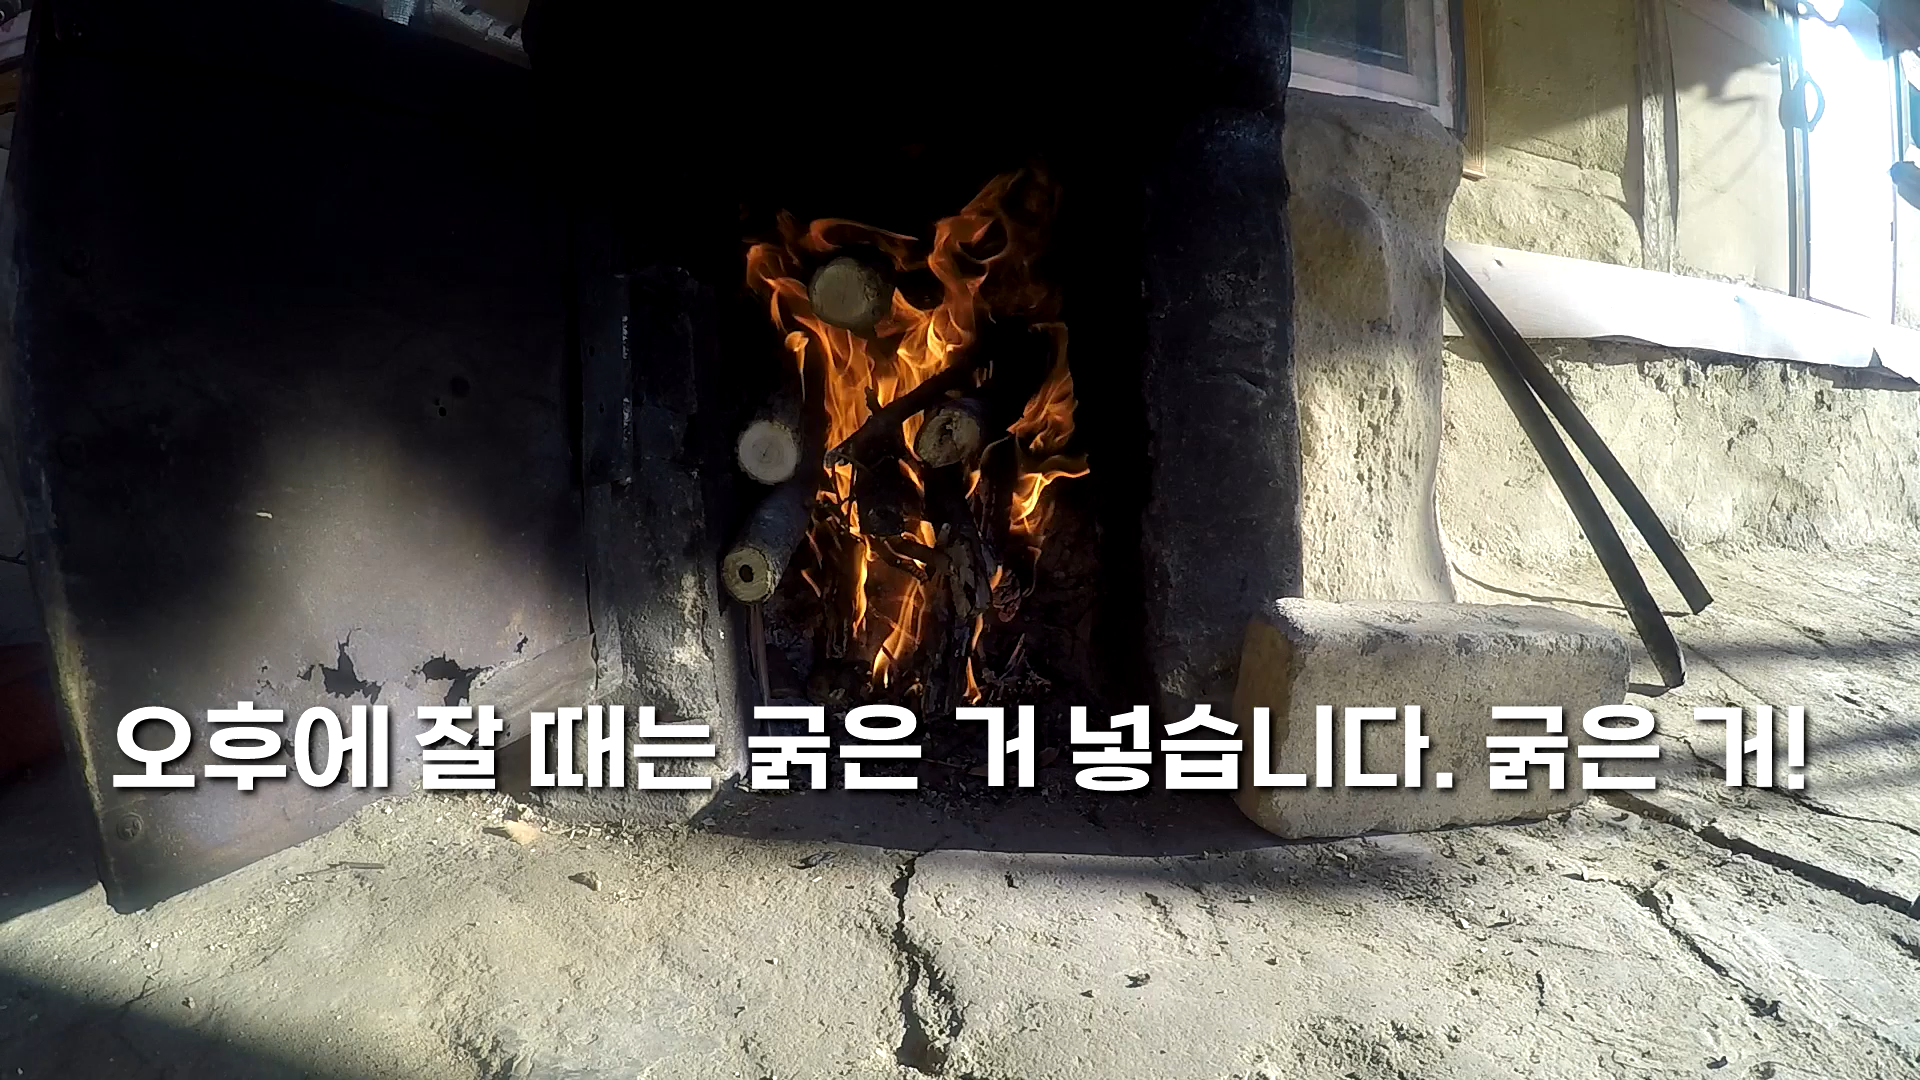 오후에 잘 때는 굵은 거 넣습니다. 굵은 거!